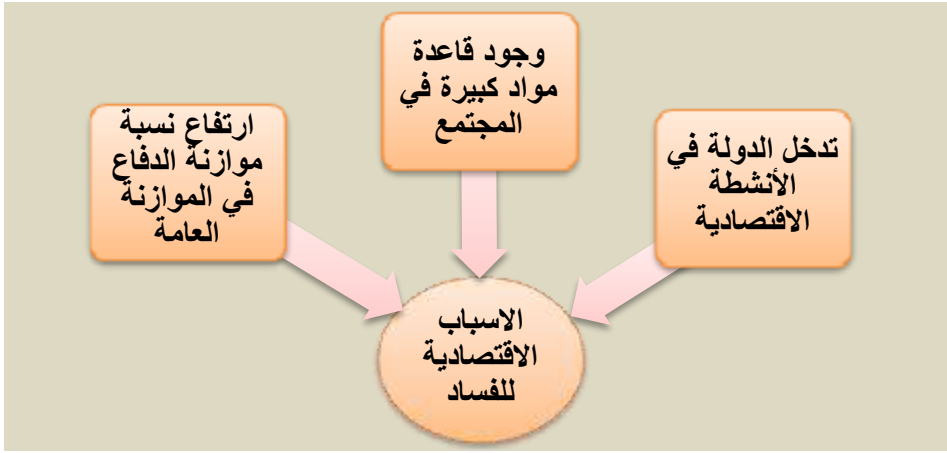 وجود قاعدة
مواد كبيرة في
المجتمع
تدخل الدولة في
الأنشطة
الاقتصادية
ارتفاع نسبة
موازنة الدفاع
في الموازنة
العامة
الاسباب
الاقتصادية
للفساد